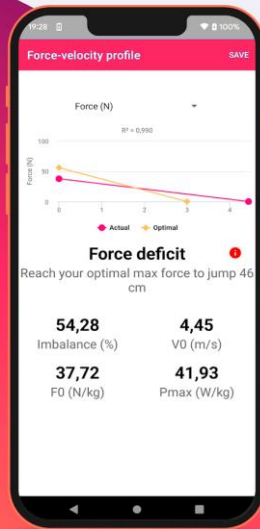 19:28 100%
Force-velocity profile SAVE
Force (N)
R² = 0,990
Force (N)
100
50
0
0 1 2 3 4
Actual Optimal
Force deficit
Reach your optimal max force to jump 46
cm
54,28 4,45
Imbalance (%) V0 (m/s)
37,72 41,93
F0 (N/kg) Pmax (W/kg)